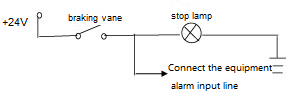 +24V
braking vane
stop lamp
Connect the equipment
alarm input line